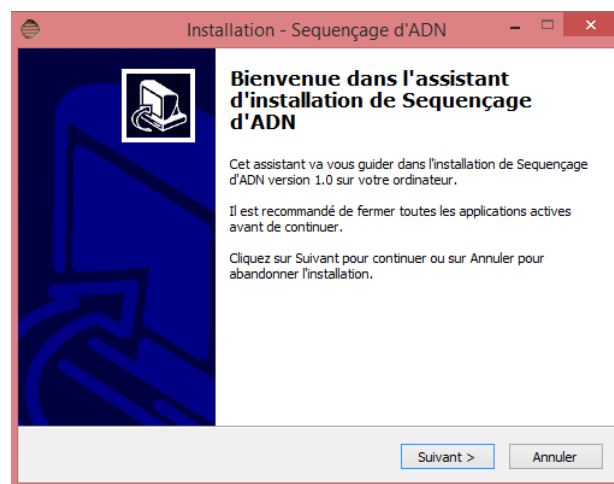 Installation - Sequençage d'ADN
Bienvenue dans l'assistant
d'installation de Sequençage
d'ADN
Cet assistant va vous guider dans l'installation de Sequençage
d'ADN version 1.0 sur votre ordinateur.
Il est recommandé de fermer toutes les applications actives
avant de continuer.
Cliquez sur Suivant pour continuer ou sur Annuler pour
abandonner l'installation.
Suivant >
Annuler